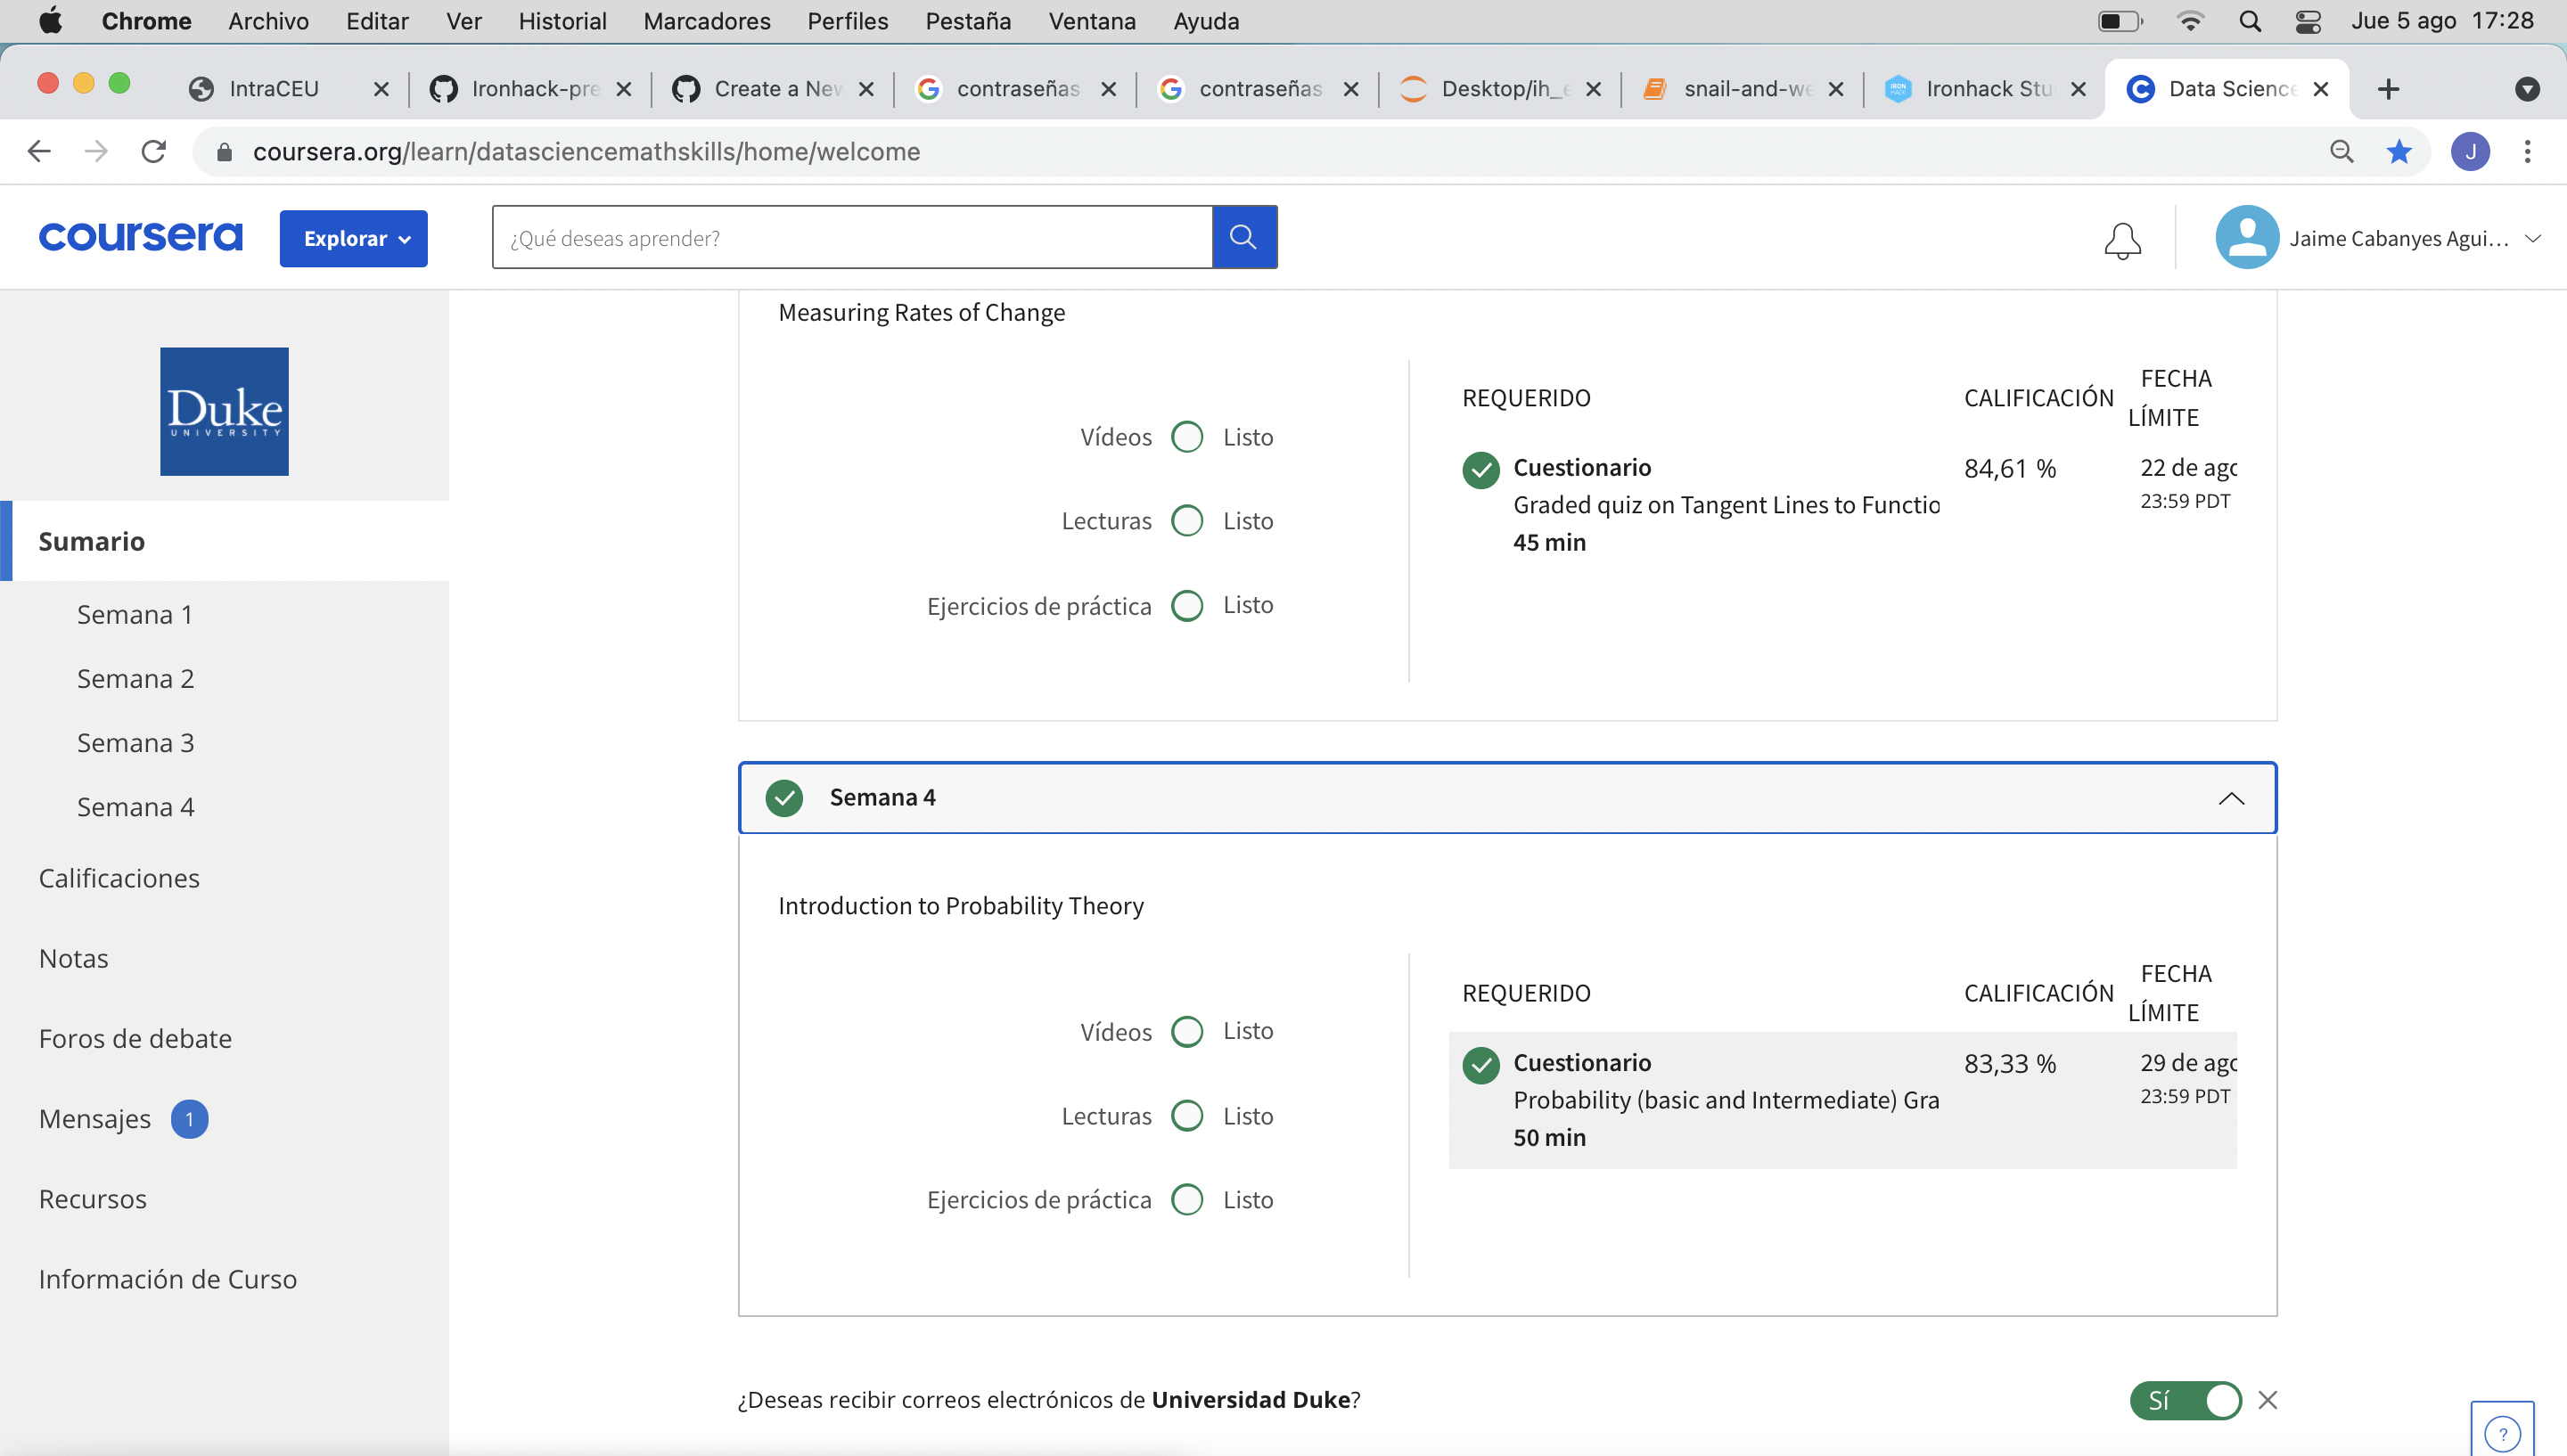 Chrome Archivo Editar Ver Historial Marcadores Perfiles Pestaña Ventana Ayuda Jue 5 ago 17:28
IntraCEU Ironhack-pre Create a New contraseñas contraseñas Desktop/ih_e snail-and-we Ironhack Stu Data Science
coursera.org/learn/datasciencemathskills/home/welcome J
coursera Explorar ¿Qué deseas aprender? Jaime Cabanyes Agui...
Duke
UNIVERSITY
Sumario
Semana 1
Semana 2
Semana 3
Semana 4
Calificaciones
Notas
Foros de debate
Mensajes 1
Recursos
Información de Curso
Measuring Rates of Change
Vídeos Listo
Lecturas Listo
Ejercicios de práctica Listo
REQUERIDO CALIFICACIÓN FECHA
LÍMITE
Cuestionario 84,61 % 22 de ago
Graded quiz on Tangent Lines to Functio 23:59 PDT
45 min
Semana 4
Introduction to Probability Theory
Vídeos Listo
Lecturas Listo
Ejercicios de práctica Listo
REQUERIDO CALIFICACIÓN FECHA
LÍMITE
Cuestionario 83,33 % 29 de ago
Probability (basic and Intermediate) Gra 23:59 PDT
50 min
¿Deseas recibir correos electrónicos de Universidad Duke? Sí
?